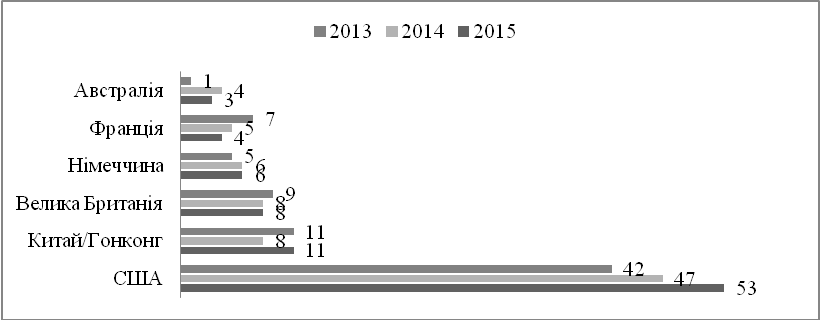 2013 2014 2015
Австралія 1 4 3
Франція 7 5 4
Німеччина 5 6 6
Велика Британія 9 8 8
Китай/Гонконг 11 8 11
США 42 47 53